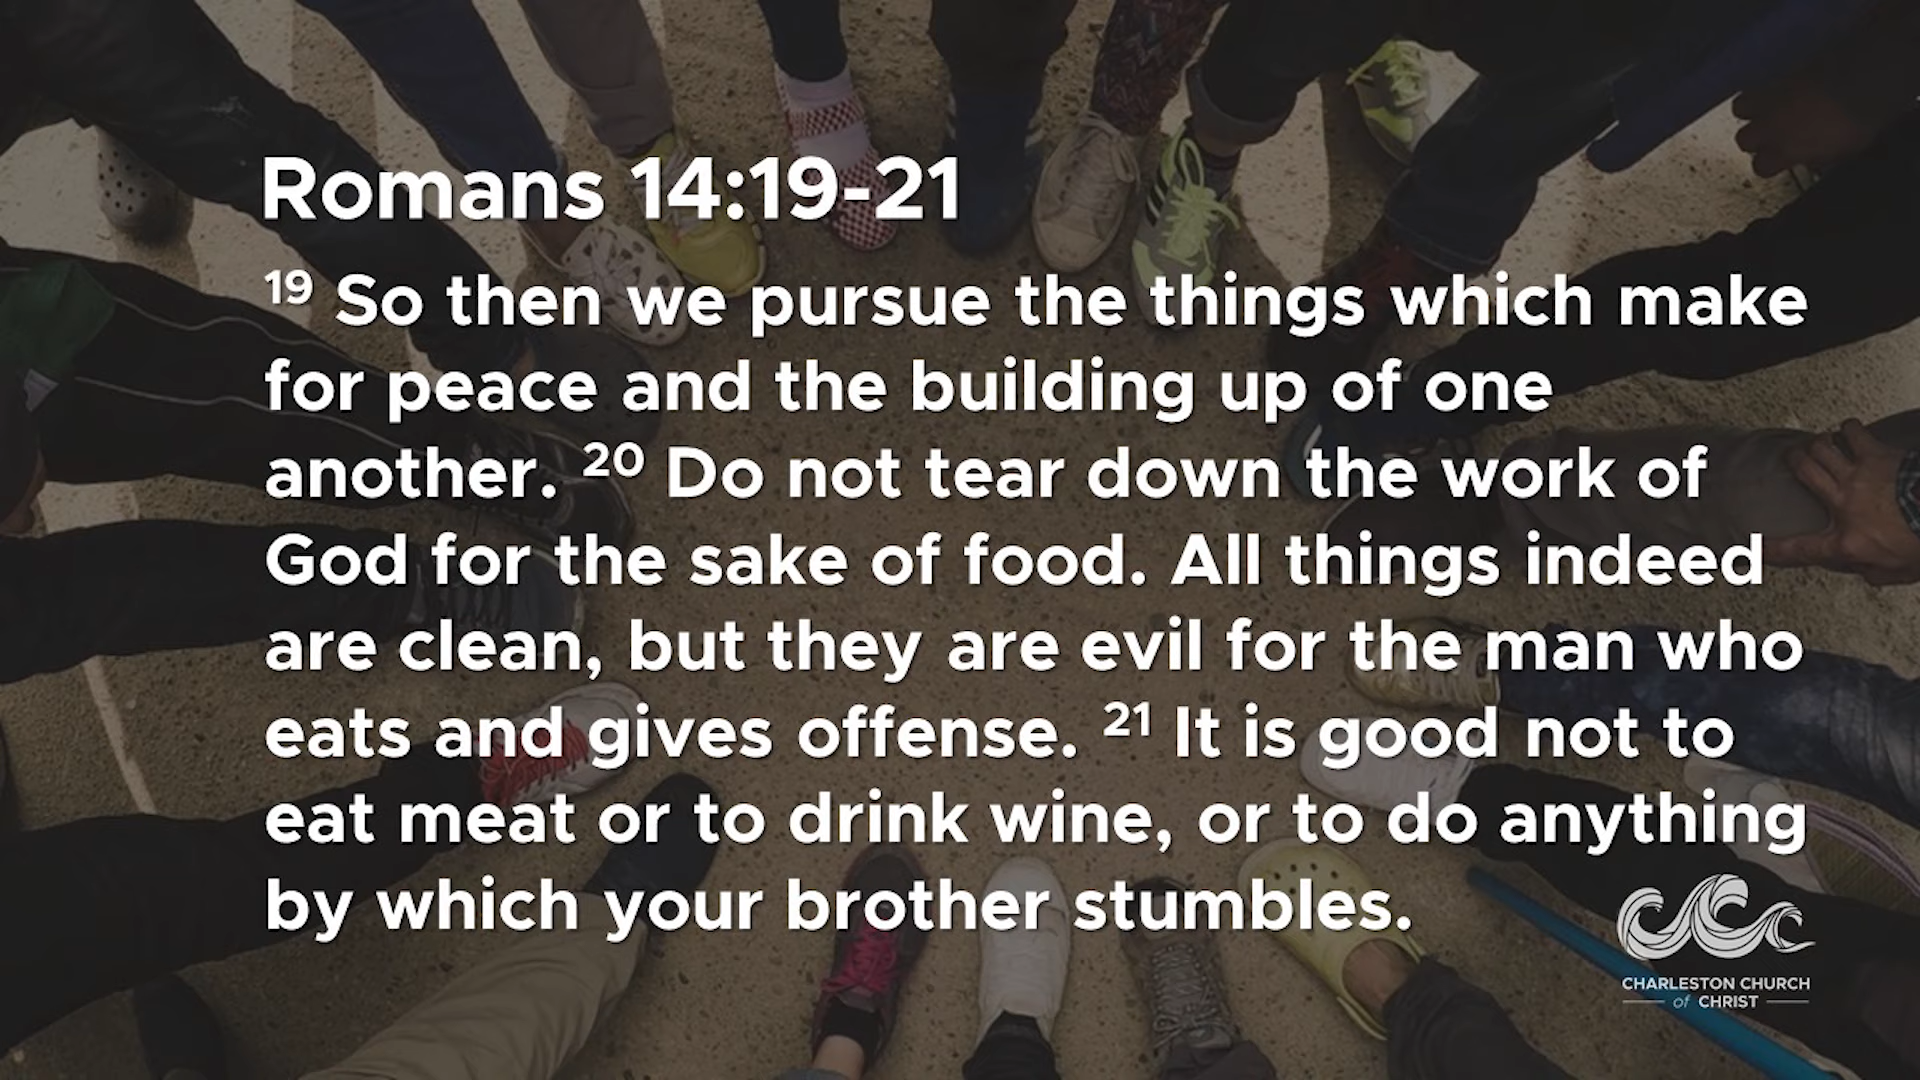 Romans 14:19-21
19 So then we pursue the things which make
for peace and the building up of one
another. 20 Do not tear down the work of
God for the sake of food. All things indeed
are clean, but they are evil for the man who
eats and gives offense. 21 It is good not to
eat meat or to drink wine, or to do anything
by which your brother stumbles.
CHARLESTON CHURCH
of CHRIST